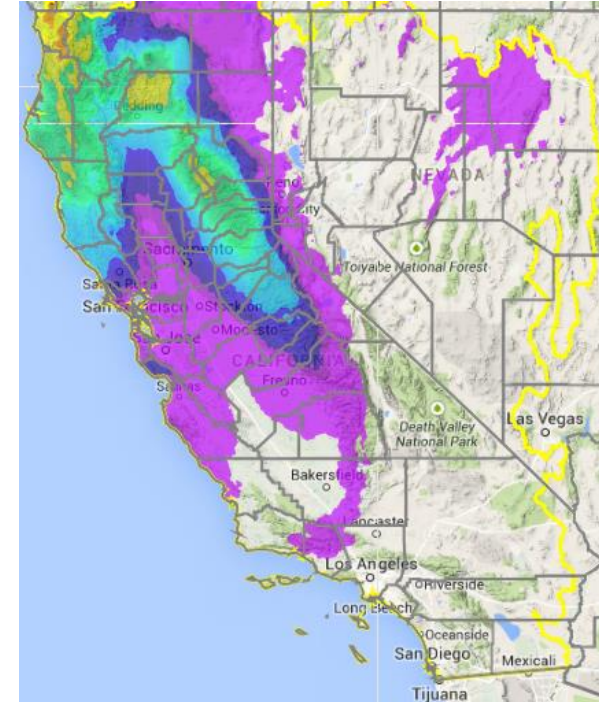 Redding
NEVADA
Sacramento
Toiyabe National Forest
Santa Rosa
San Francisco
Stockton
Modesto
San Jose
CALIFORNIA
Fresno
Salinas
Death Valley
National Park
Las Vegas
Bakersfield
Lancaster
Los Angeles
Riverside
Long Beach
Oceanside
San Diego
Mexicali
Tijuana